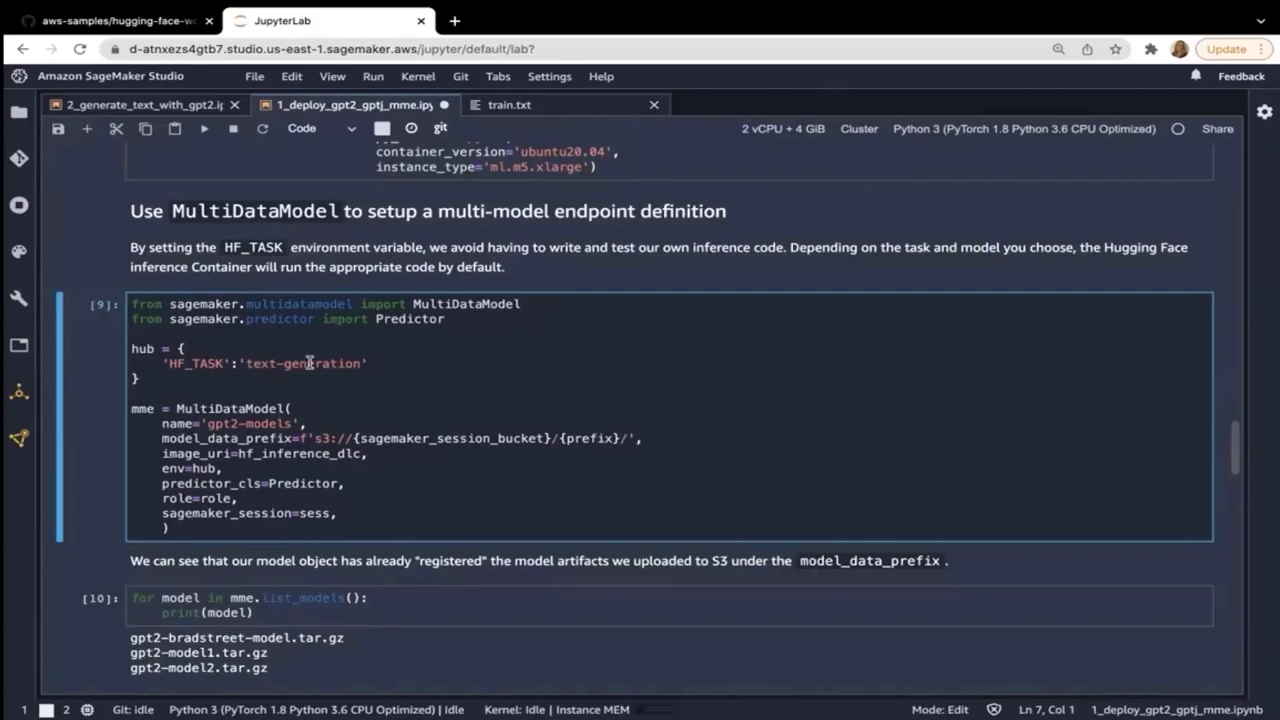 aws-samples/hugging-face-wo
JupyterLab
d-atnxezs4gtb7.studio.us-east-1.sagemaker.aws/jupyter/default/lab?
Update
Amazon SageMaker Studio
File Edit View Run Kernel Git Tabs Settings Help
Feedback
2_generate_text_with_gpt2.i
1_deploy_gpt2_gptj_mme.ipy
train.txt
Code
git
2 vCPU + 4 GiB
Cluster
Python 3 (PyTorch 1.8 Python 3.6 CPU Optimized)
Share
container_version='ubuntu20.04',
instance_type='ml.m5.xlarge')
Use MultiDataModel to setup a multi-model endpoint definition
By setting the HF_TASK environment variable, we avoid having to write and test our own inference code. Depending on the task and model you choose, the Hugging Face
inference Container will run the appropriate code by default.
[9]:
from sagemaker.multidatamodel import MultiDataModel
from sagemaker.predictor import Predictor
hub = {
'HF_TASK':'text-generation'
}
mme = MultiDataModel(
name='gpt2-models',
model_data_prefix=f's3://{sagemaker_session_bucket}/{prefix}/',
image_uri=hf_inference_dlc,
env=hub,
predictor_cls=Predictor,
role=role,
sagemaker_session=sess,
)
We can see that our model object has already "registered" the model artifacts we uploaded to S3 under the model_data_prefix .
[10]:
for model in mme.list_models():
print(model)
gpt2-bradstreet-model.tar.gz
gpt2-model1.tar.gz
gpt2-model2.tar.gz
1 2 Git: idle Python 3 (PyTorch 1.8 Python 3.6 CPU Optimized) | Idle Kernel: Idle | Instance MEM
Mode: Edit Ln 7, Col 1 1_deploy_gpt2_gptj_mme.ipynb